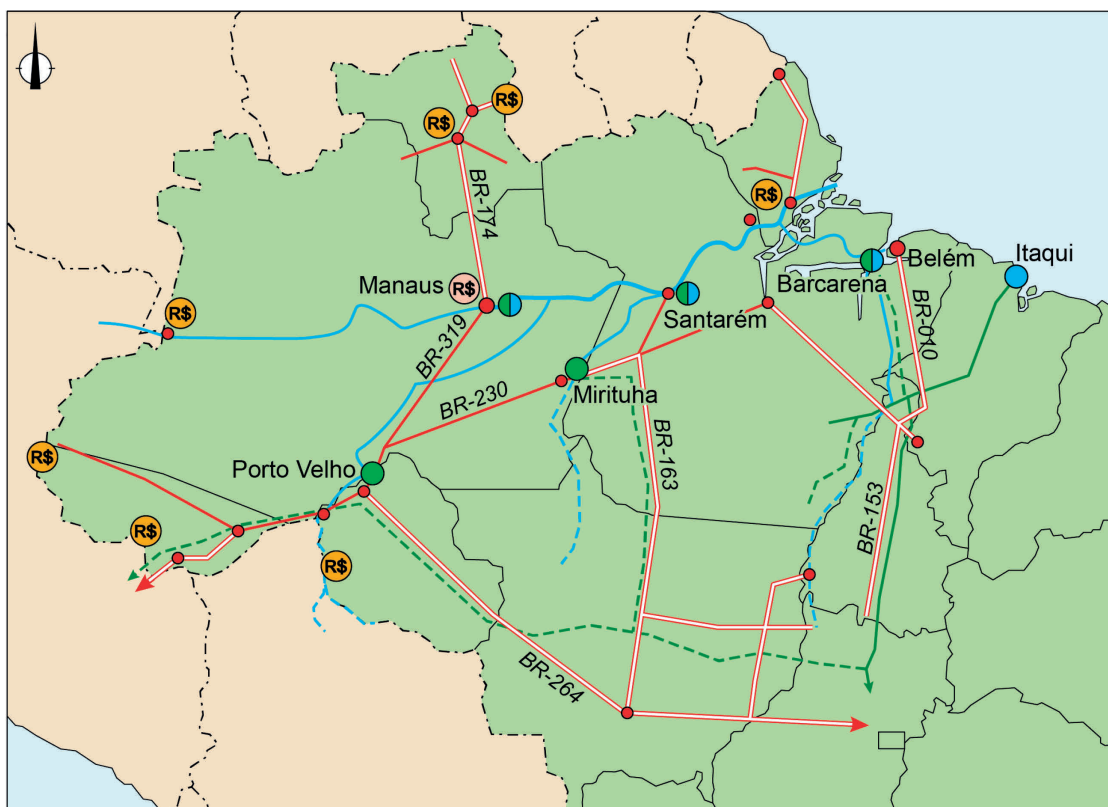 R$
R$
BR-174
R$
Manaus
R$
Belém
Itaqui
Barcarena
R$
Santarém
BR-319
BR-010
BR-230
Mirituha
R$
Porto Velho
BR-163
BR-153
R$
R$
BR-264